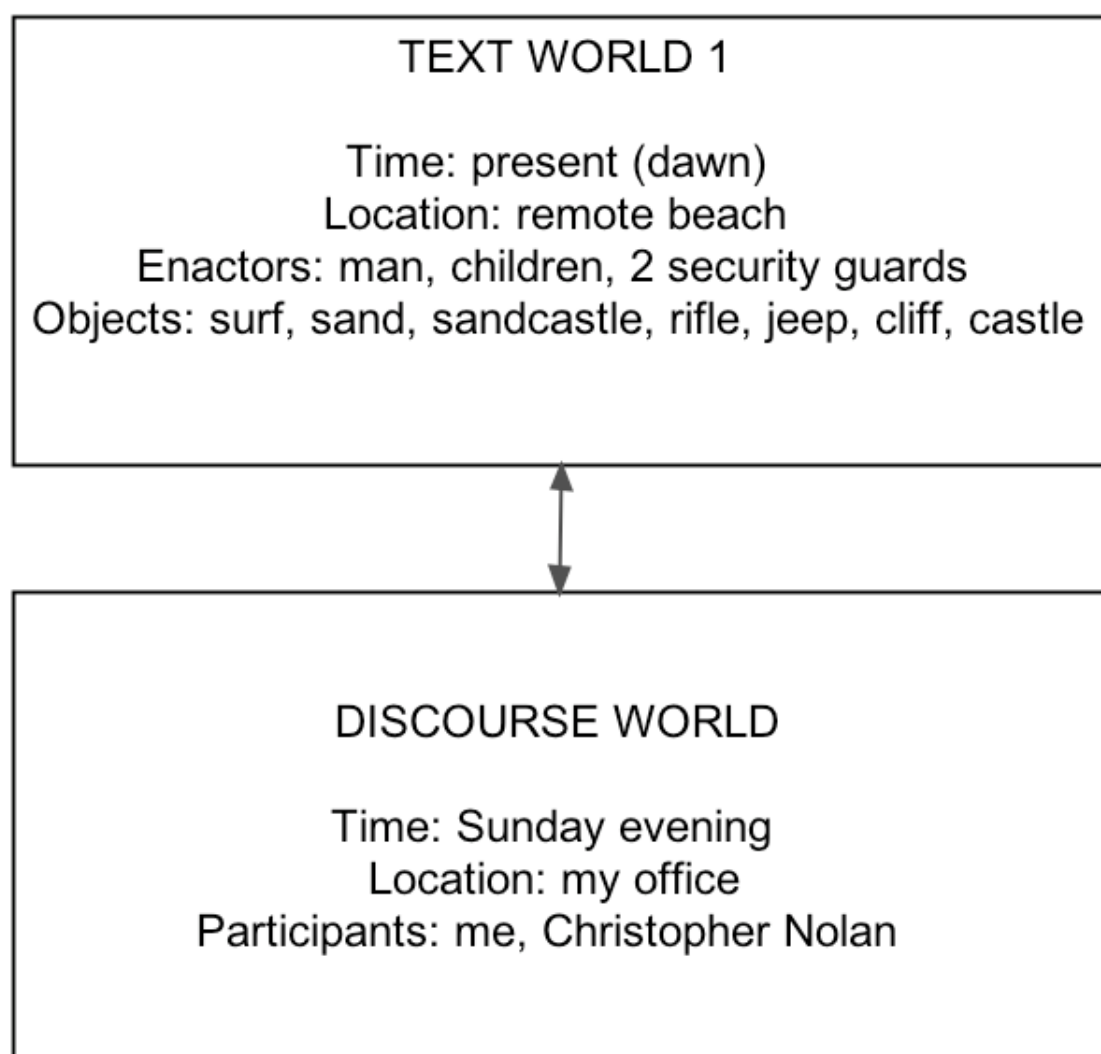 TEXT WORLD 1
Time: present (dawn)
Location: remote beach
Enactors: man, children, 2 security guards
Objects: surf, sand, sandcastle, rifle, jeep, cliff, castle
DISCOURSE WORLD
Time: Sunday evening
Location: my office
Participants: me, Christopher Nolan